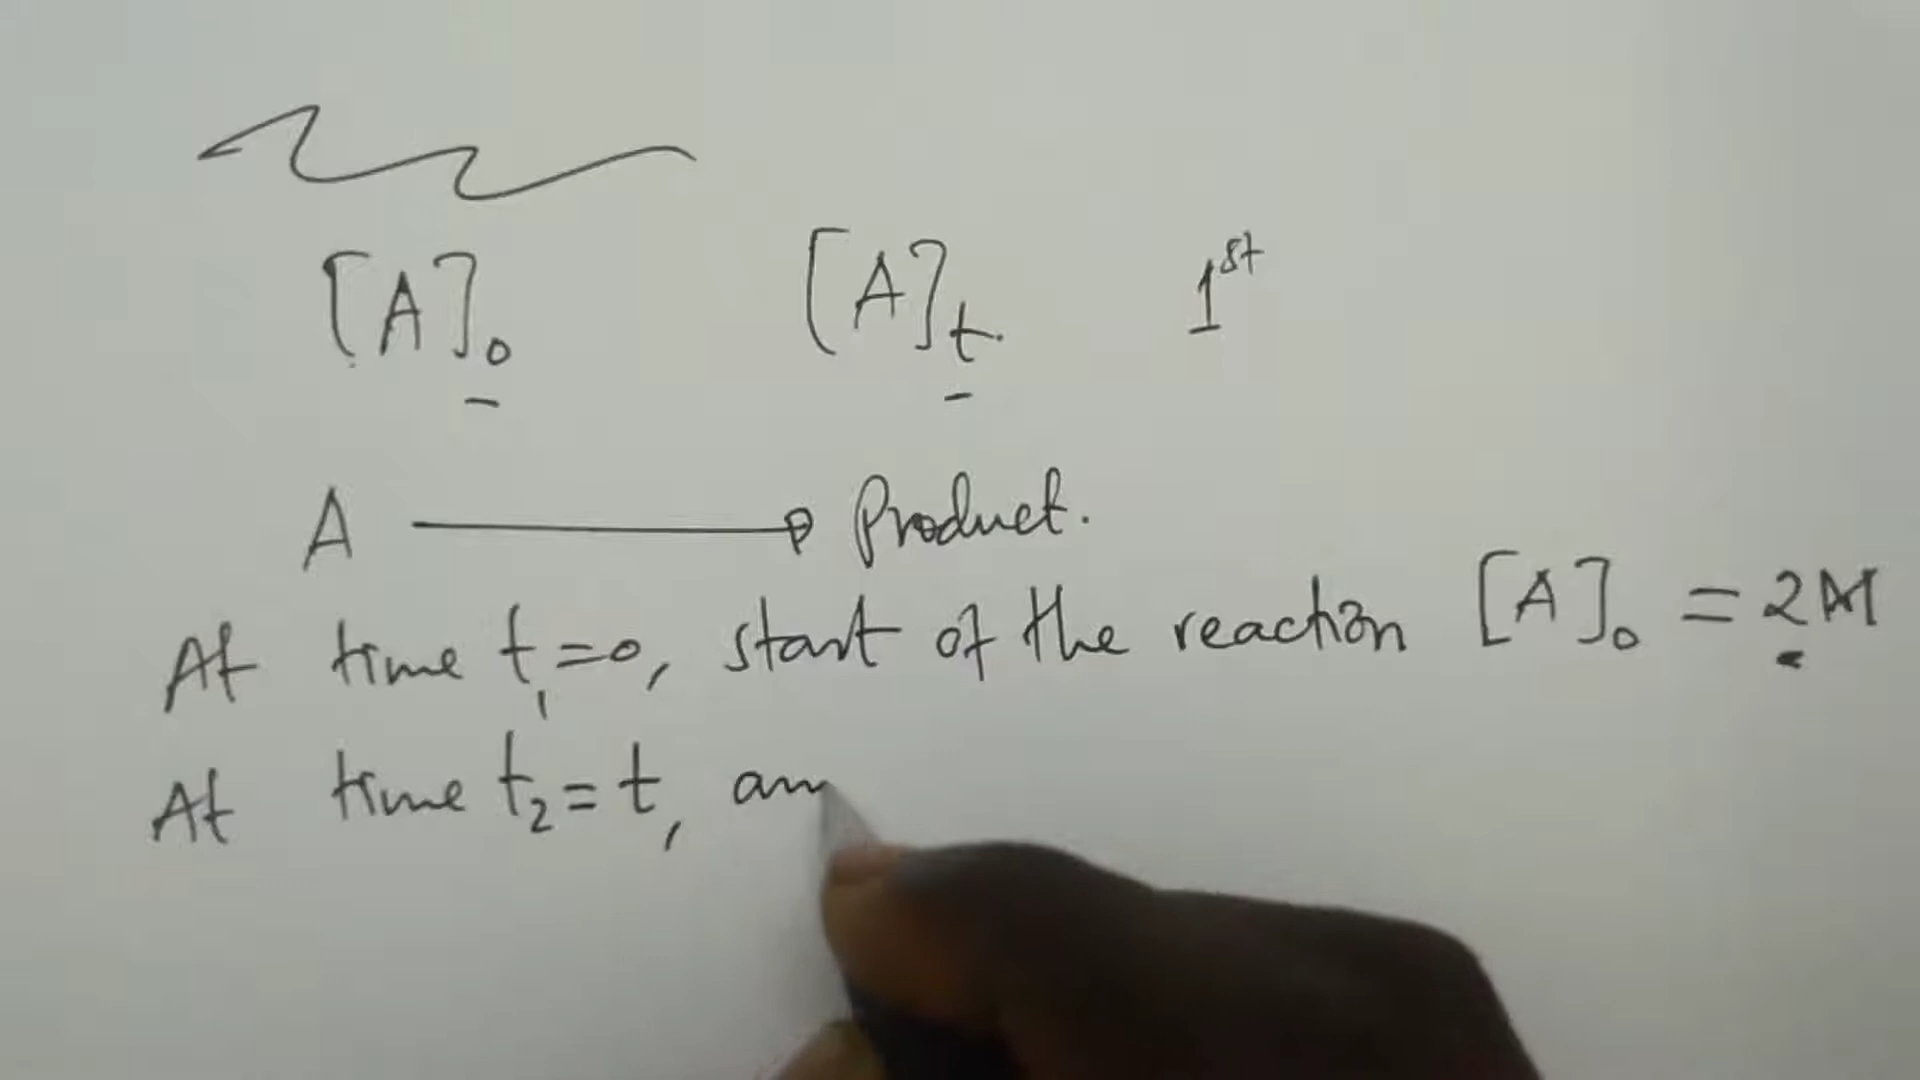 [A]₀ [A]t. 1st
A → Product.
At time t₁=0, start of the reaction [A]₀ = 2M
At time t₂=t,